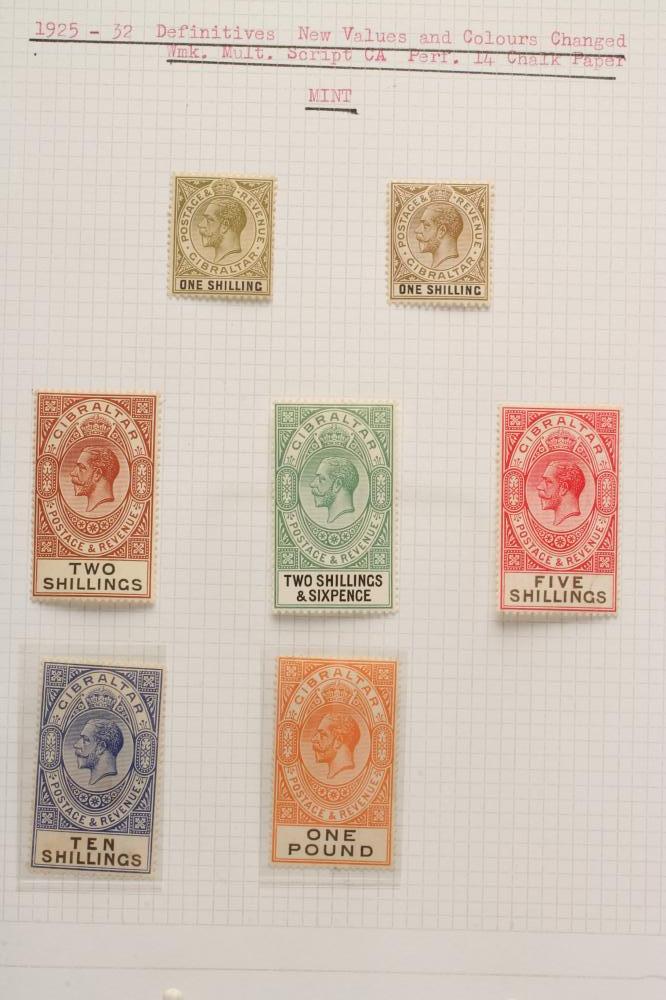 1925 - 32 Definitives New Values and Colours Changed
Wmk. Mult. Script CA Perf. 14 Chalk Paper
MINT
POSTAGE & REVENUE
GIBRALTAR
ONE SHILLING
POSTAGE & REVENUE
GIBRALTAR
ONE SHILLING
GIBRALTAR
POSTAGE & REVENUE
TWO
SHILLINGS
GIBRALTAR
POSTAGE & REVENUE
TWO SHILLINGS
& SIXPENCE
GIBRALTAR
POSTAGE & REVENUE
FIVE
SHILLINGS
GIBRALTAR
POSTAGE & REVENUE
TEN
SHILLINGS
GIBRALTAR
POSTAGE & REVENUE
ONE
POUND